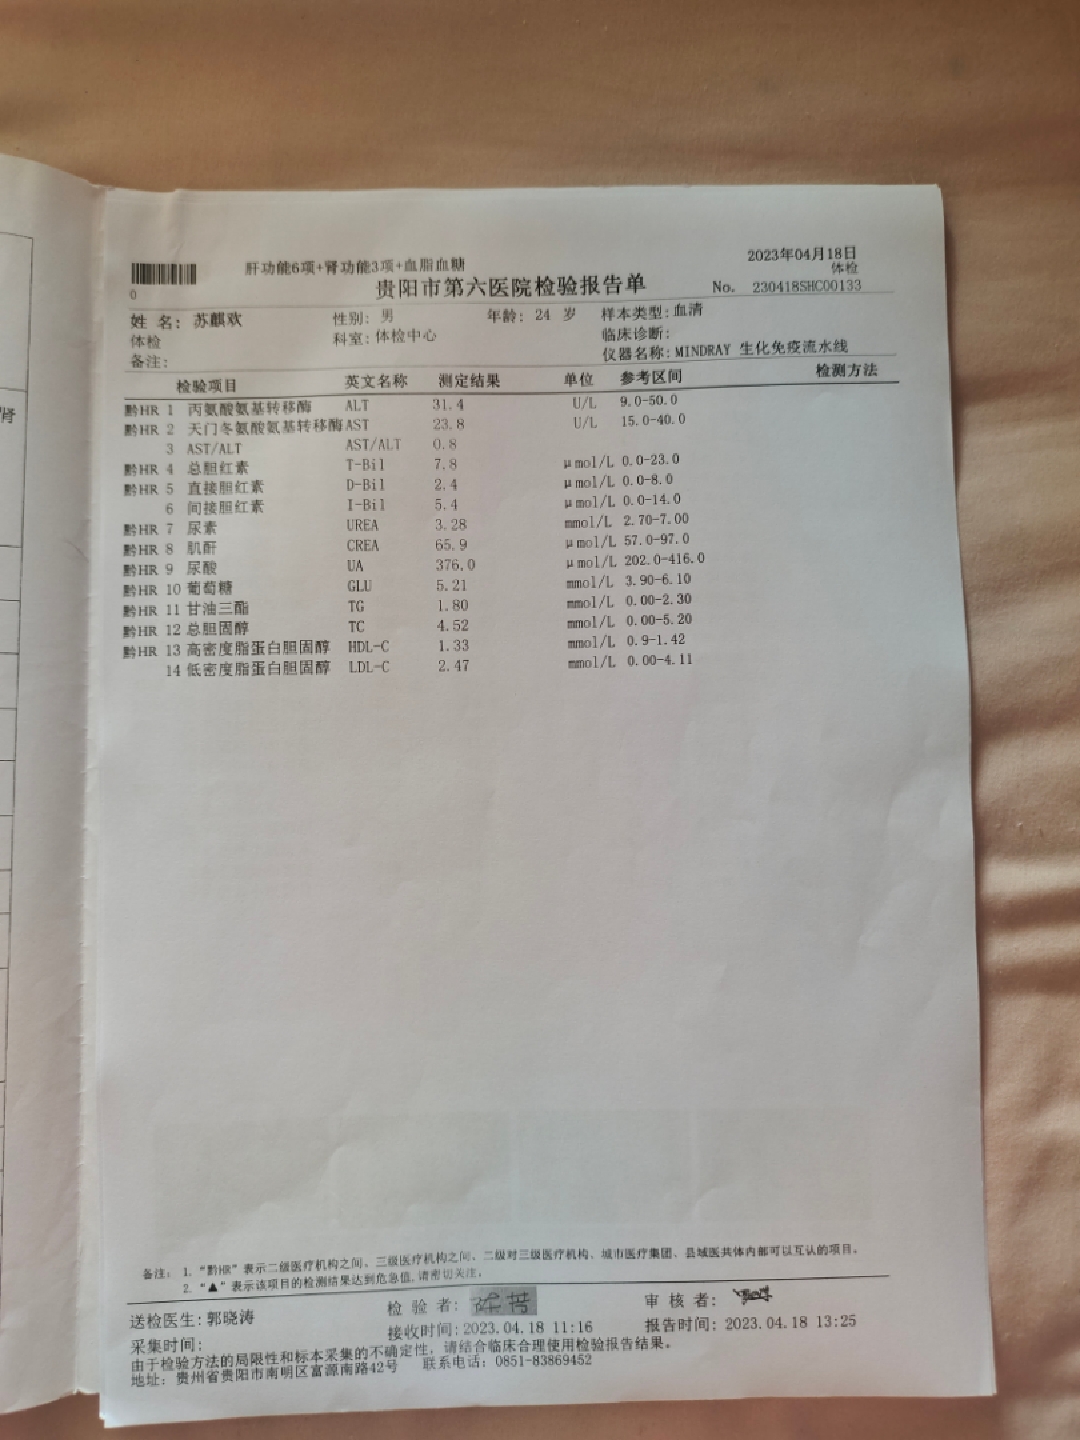 肝功能6项+肾功能3项+血脂血糖
2023年04月18日
体检
贵阳市第六医院检验报告单
No. 230418SHC00133
0
姓 名: 苏麒欢 性别: 男 年龄: 24 岁 样本类型: 血清
体检 科室: 体检中心 临床诊断:
备注: 仪器名称: MINDRAY 生化免疫流水线
检验项目 英文名称 测定结果 单位 参考区间 检测方法
黔HR 1 丙氨酸氨基转移酶 ALT 31.4 U/L 9.0-50.0
黔HR 2 天门冬氨酸氨基转移酶 AST 23.8 U/L 15.0-40.0
3 AST/ALT AST/ALT 0.8
黔HR 4 总胆红素 T-Bil 7.8 μmol/L 0.0-23.0
黔HR 5 直接胆红素 D-Bil 2.4 μmol/L 0.0-8.0
6 间接胆红素 I-Bil 5.4 μmol/L 0.0-14.0
黔HR 7 尿素 UREA 3.28 mmol/L 2.70-7.00
黔HR 8 肌酐 CREA 65.9 μmol/L 57.0-97.0
黔HR 9 尿酸 UA 376.0 μmol/L 202.0-416.0
黔HR 10 葡萄糖 GLU 5.21 mmol/L 3.90-6.10
黔HR 11 甘油三酯 TG 1.80 mmol/L 0.00-2.30
黔HR 12 总胆固醇 TC 4.52 mmol/L 0.00-5.20
黔HR 13 高密度脂蛋白胆固醇 HDL-C 1.33 mmol/L 0.9-1.42
14 低密度脂蛋白胆固醇 LDL-C 2.47 mmol/L 0.00-4.11
肾
备注: 1. "黔HR"表示二级医疗机构之间、三级医疗机构之间、二级对三级医疗机构、城市医疗集团、县域医共体内部可以互认的项目。
2. "▲"表示该项目的检测结果达到危急值,请密切关注。
送检医生: 郭晓涛 检 验 者: 审 核 者:
采集时间: 接收时间: 2023.04.18 11:16 报告时间: 2023.04.18 13:25
由于检验方法的局限性和标本采集的不确定性,请结合临床合理使用检验报告结果。
地址: 贵州省贵阳市南明区富源南路42号 联系电话: 0851-83869452